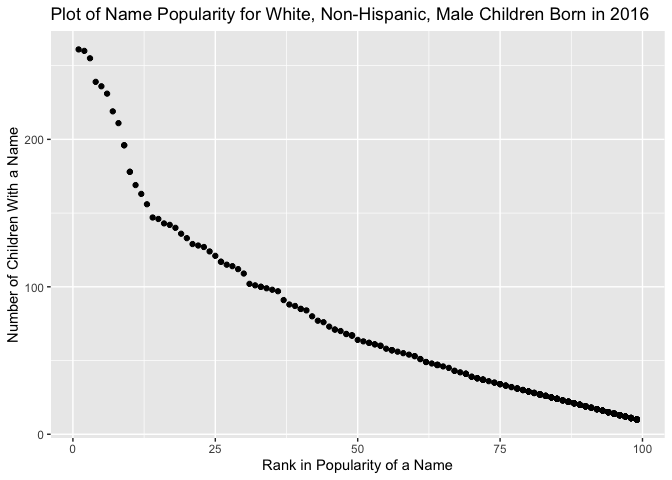 Plot of Name Popularity for White, Non-Hispanic, Male Children Born in 2016
Number of Children With a Name
200
100
0
0 25 50 75 100
Rank in Popularity of a Name